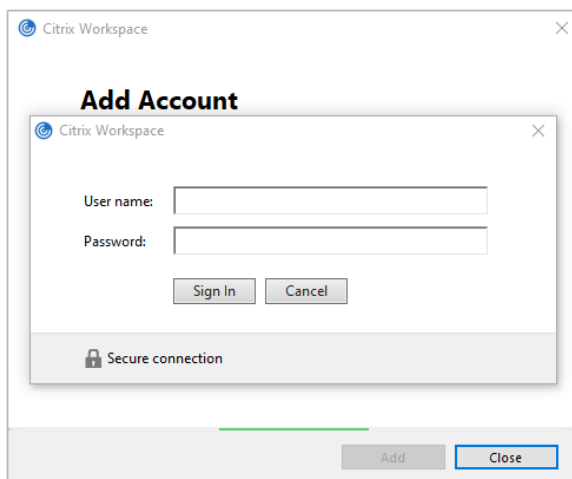 Citrix Workspace
Add Account
Citrix Workspace
User name:
Password:
Sign In Cancel
Secure connection
Add Close